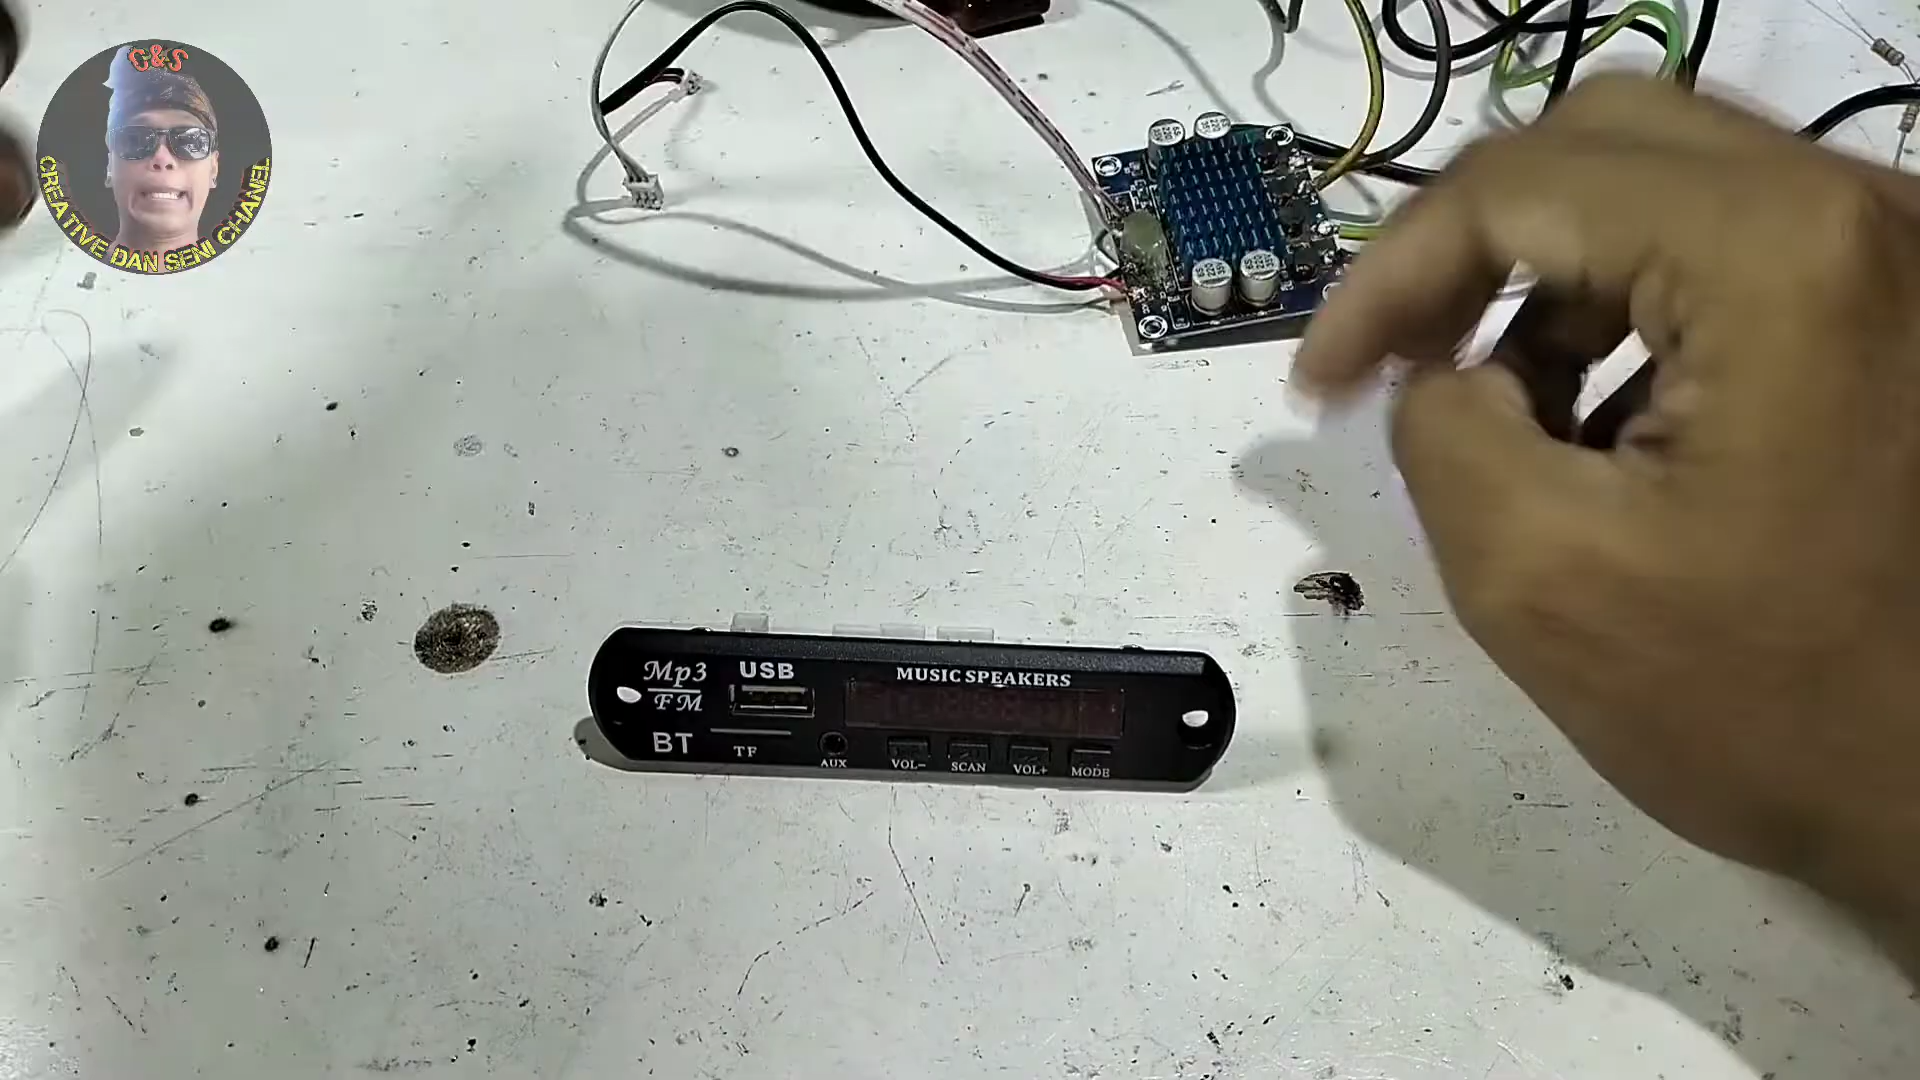 C&S
CREATIVE DAN SENI CHANEL
Mp3
FM
BT
USB
TF
MUSIC SPEAKERS
AUX
VOL-
SCAN
VOL+
MODE